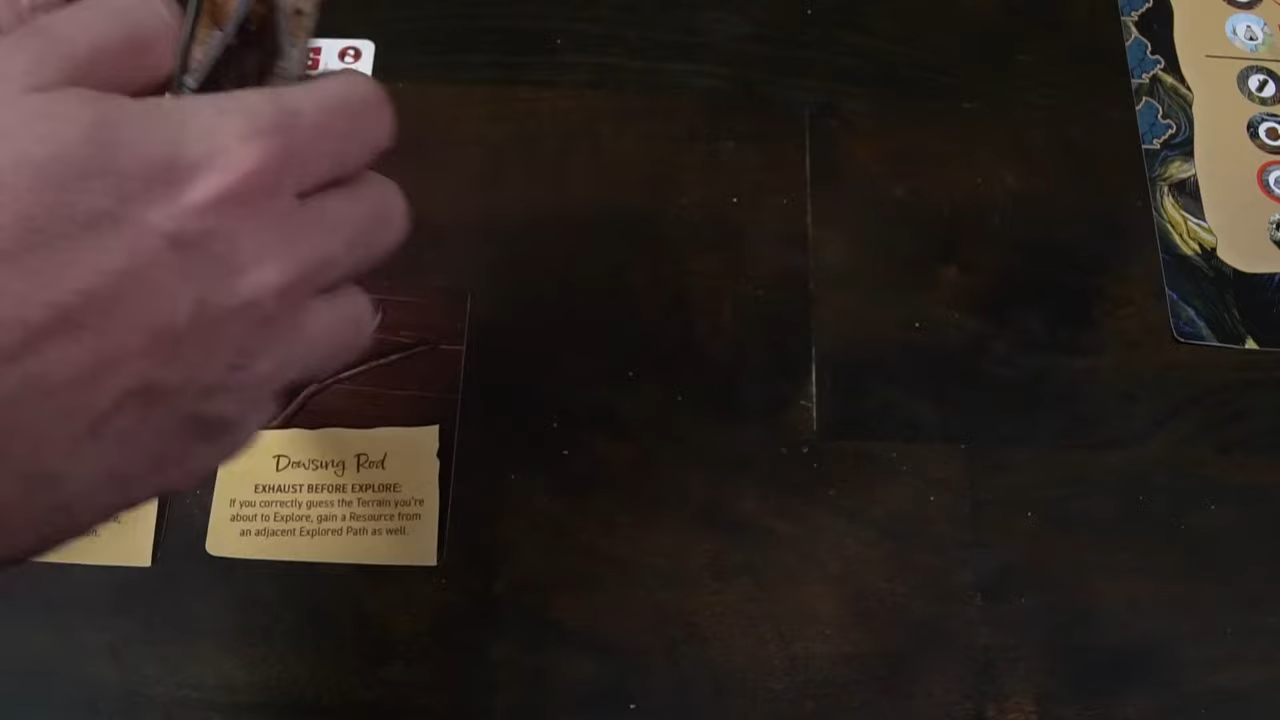 Dowsing Rod
EXHAUST BEFORE EXPLORE:
If you correctly guess the Terrain you're
about to Explore, gain a Resource from
an adjacent Explored Path as well.